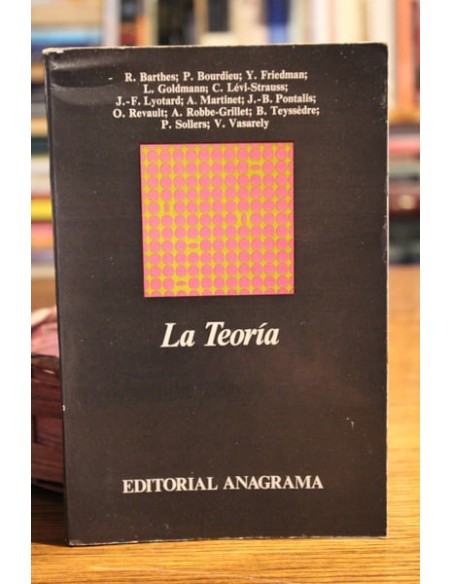 R. Barthes; P. Bourdieu; Y. Friedman;
L. Goldmann; C. Lévi-Strauss;
J.-F. Lyotard; A. Martinet; J.-B. Pontalis;
O. Revault; A. Robbe-Grillet; B. Teyssèdre;
P. Sollers; V. Vasarely
La Teoría
EDITORIAL ANAGRAMA